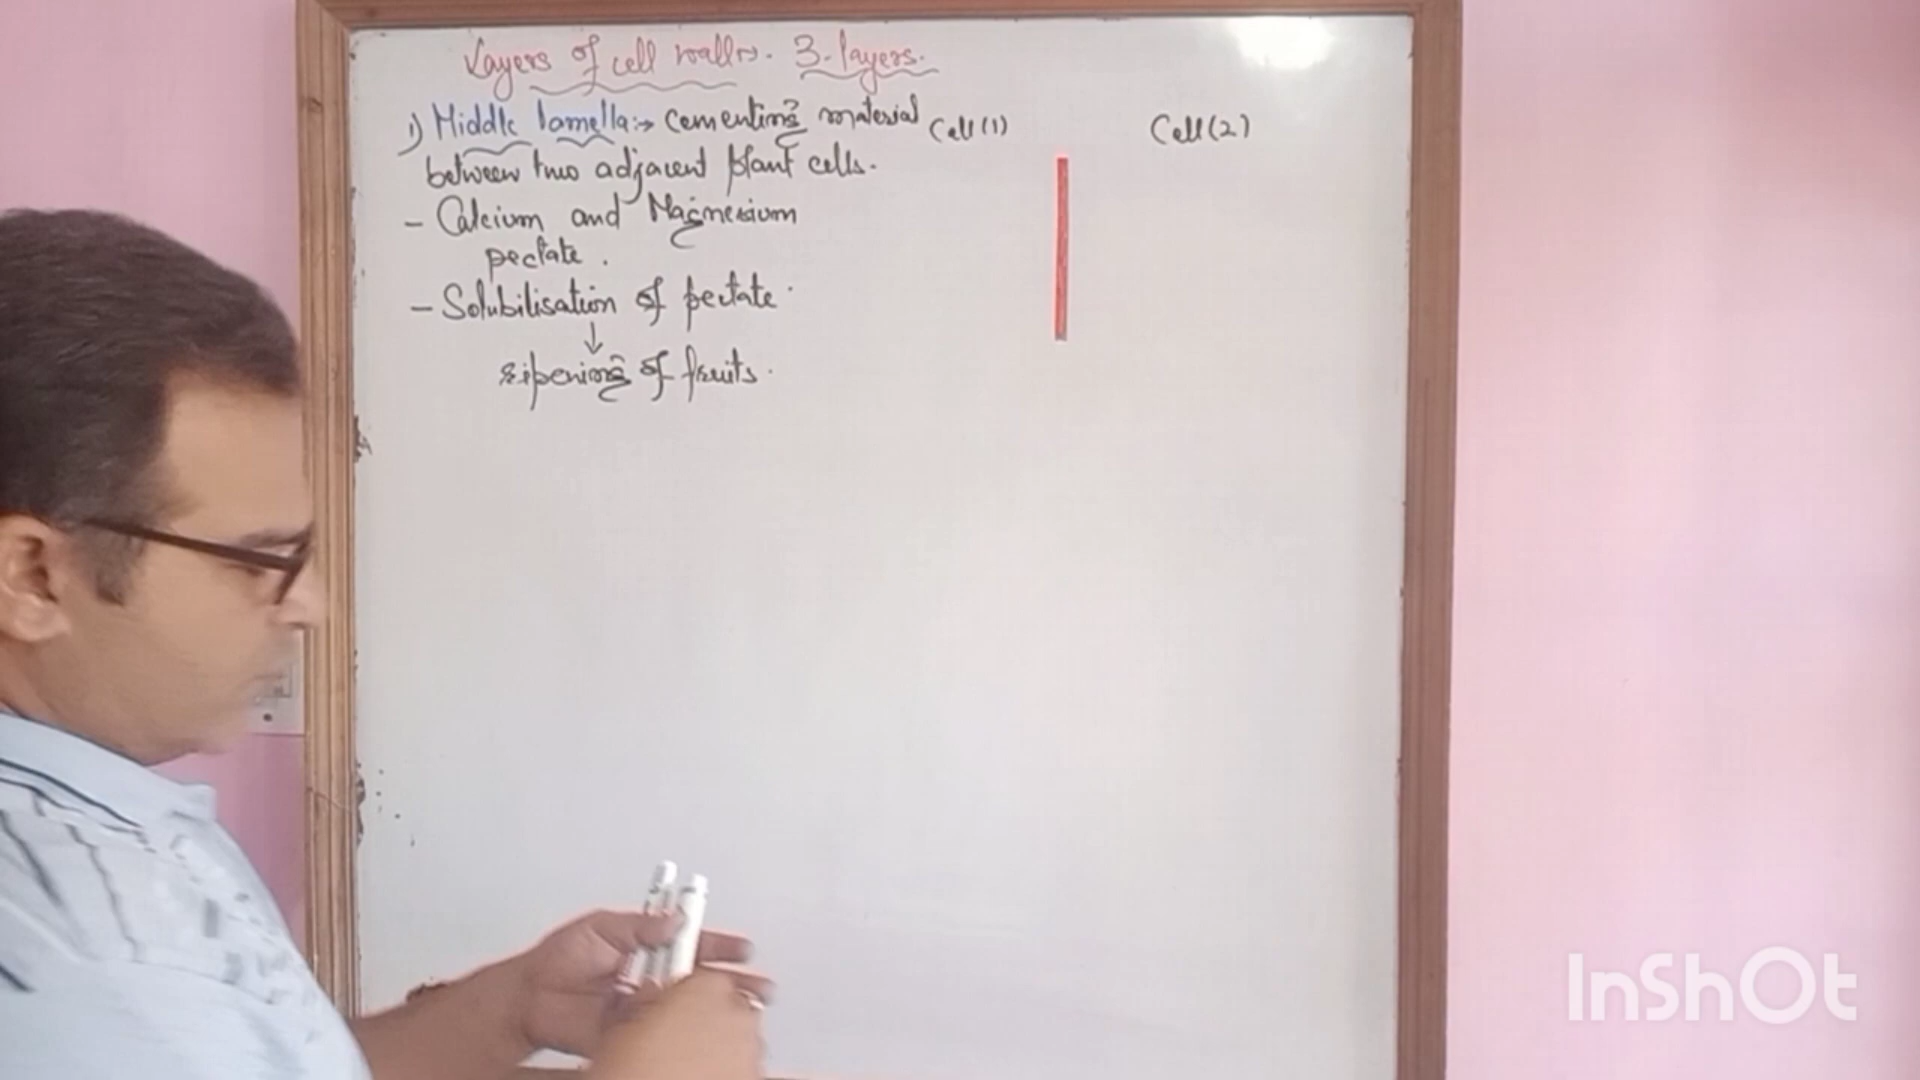 Layers of cell walls. 3-layers.
1) Middle lamella:→ cementing material
between two adjacent plant cells.
- Calcium and Magnesium
pectate.
- Solubilisation of pectate.
↓
ripening of fruits.
Cell (1)
Cell (2)
InShOt